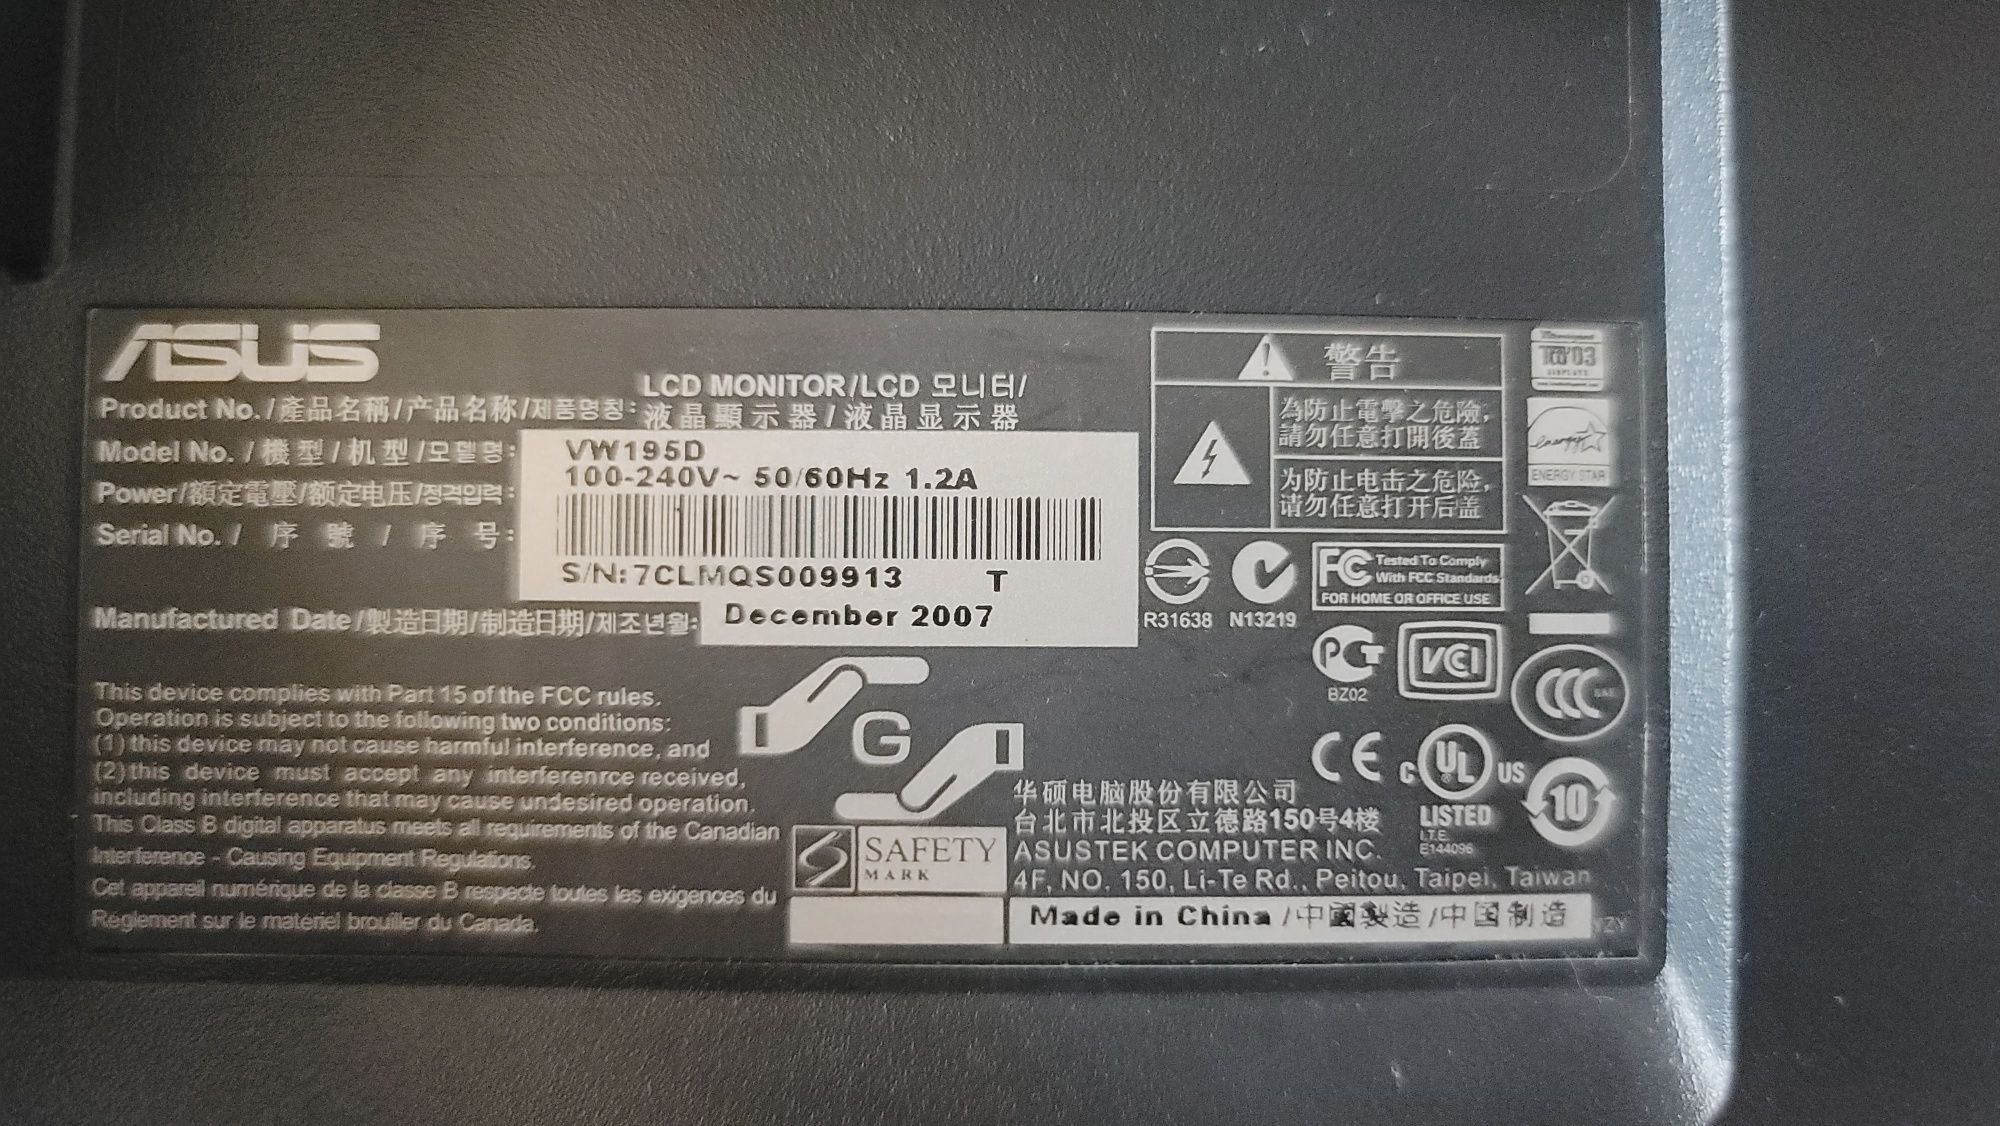 ASUS
LCD MONITOR/LCD 모니터/
Product No./產品名稱/产品名称/제품명칭: 液晶顯示器/液晶显示器
Model No./機型/机型/모델명: VW195D
Power/額定電壓/额定电压/정격입력: 100-240V~ 50/60Hz 1.2A
Serial No./ 序 號 / 序 号:
S/N:7CLMQS009913 T
Manufactured Date/製造日期/制造日期/제조년월: December 2007
This device complies with Part 15 of the FCC rules.
Operation is subject to the following two conditions:
(1) this device may not cause harmful interference, and
(2)this device must accept any interferenrce received,
including interference that may cause undesired operation.
This Class B digital apparatus meets all requirements of the Canadian
Interference - Causing Equipment Regulations.
Cet appareil numérique de la classe B respecte toutes les exigences du
Réglement sur le matériel brouiller du Canada.
G
SAFETY
MARK
警告
為防止電擊之危險,
請勿任意打開後蓋
为防止电击之危险,
请勿任意打开后盖
TCO'03
DISPLAYS
energy
ENERGY STAR
R31638 N13219
FC Tested To Comply
With FCC Standards
FOR HOME OR OFFICE USE
PCT
BZ02
VCI
CCC
CE
C UL US
®
LISTED
I.T.E.
E144096
10
华硕电脑股份有限公司
台北市北投区立德路150号4楼
ASUSTEK COMPUTER INC.
4F, NO. 150, Li-Te Rd., Peitou, Taipei, Taiwan
Made in China /中國製造/中国制造